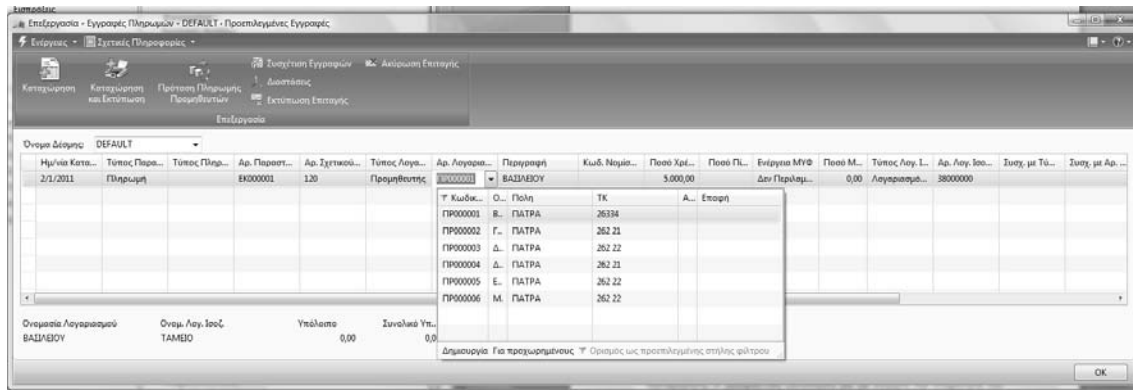 Εισπράξεις
Επεξεργασία - Εγγραφές Πληρωμών - DEFAULT - Προεπιλεγμένες Εγγραφές
Ενέργειες Σχετικές Πληροφορίες
Συσχέτιση Εγγραφών Ακύρωση Επιταγής
Καταχώρηση Καταχώρηση και Εκτύπωση Πρόταση Πληρωμής Προμηθευτών
Διαστάσεις
Εκτύπωση Επιταγής
Επεξεργασία
Όνομα Δέσμης: DEFAULT
Ημ/νία Κατα... Τύπος Παρα... Τύπος Πληρ... Αρ. Παραστ... Αρ. Σχετικού... Τύπος Λογα... Αρ. Λογαρια... Περιγραφή Κωδ. Νομίσ... Ποσό Χρέ... Ποσό Πί... Ενέργεια ΜΥΦ Ποσό Μ... Τύπος Λογ. Ι... Αρ. Λογ. Ισο... Συσχ. με Τύ... Συσχ. με Αρ. ...
2/1/2011 Πληρωμή ΕΚ000001 120 Προμηθευτής ΠΡ000001 ΒΑΣΙΛΕΙΟΥ 5.000,00 Δεν Περιλαμ... 0,00 Λογαριασμό... 38000000
Κωδικ... Ο... Πόλη ΤΚ Α... Επαφή
ΠΡ000001 Β... ΠΑΤΡΑ 26334
ΠΡ000002 Γ... ΠΑΤΡΑ 262 21
ΠΡ000003 Δ... ΠΑΤΡΑ 262 22
ΠΡ000004 Δ... ΠΑΤΡΑ 262 21
ΠΡ000005 Ε... ΠΑΤΡΑ 262 22
ΠΡ000006 Μ. ΠΑΤΡΑ 262 22
Ονομασία Λογαριασμού Ονομ. Λογ. Ισοζ. Υπόλοιπο Συνολικό Υπ...
ΒΑΣΙΛΕΙΟΥ ΤΑΜΕΙΟ 0,00 0,0
Δημιουργία Για προχωρημένους Ορισμός ως προεπιλεγμένης στήλης φίλτρου
OK